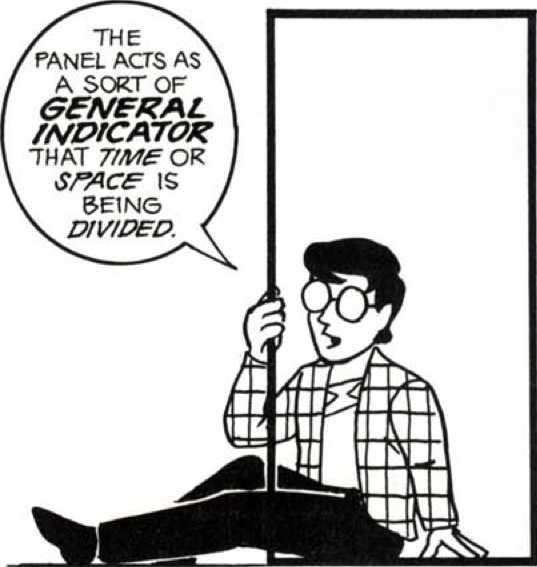 THE
PANEL ACTS AS
A SORT OF
GENERAL
INDICATOR
THAT TIME OR
SPACE IS
BEING
DIVIDED.